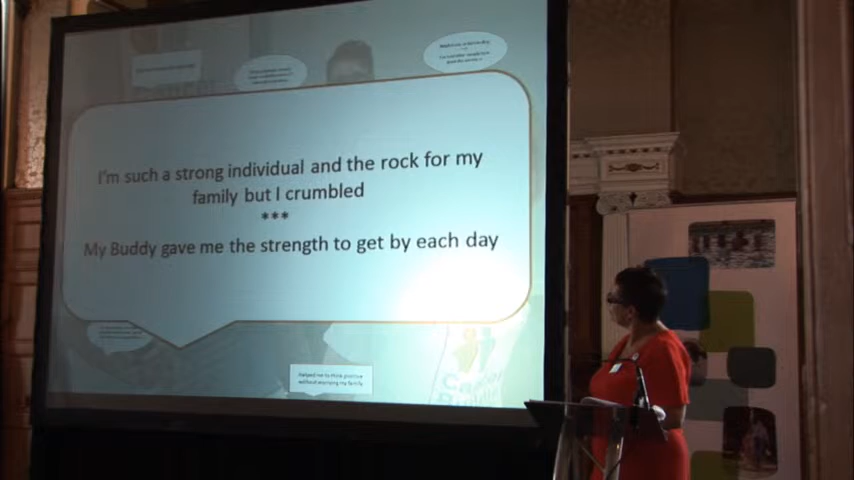 I'm such a strong individual and the rock for my
family but I crumbled
***
My Buddy gave me the strength to get by each day
Helped me to think positive
without worrying my family